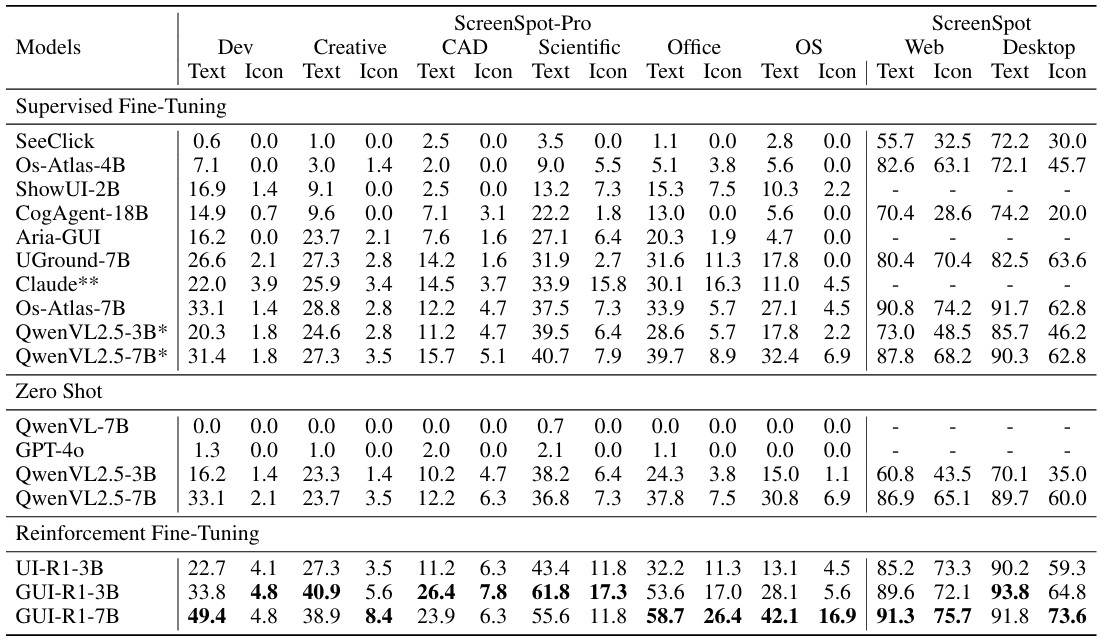 ScreenSpot-Pro ScreenSpot
Models Dev Creative CAD Scientific Office OS Web Desktop
Text Icon Text Icon Text Icon Text Icon Text Icon Text Icon Text Icon Text Icon
Supervised Fine-Tuning
SeeClick 0.6 0.0 1.0 0.0 2.5 0.0 3.5 0.0 1.1 0.0 2.8 0.0 55.7 32.5 72.2 30.0
Os-Atlas-4B 7.1 0.0 3.0 1.4 2.0 0.0 9.0 5.5 5.1 3.8 5.6 0.0 82.6 63.1 72.1 45.7
ShowUI-2B 16.9 1.4 9.1 0.0 2.5 0.0 13.2 7.3 15.3 7.5 10.3 2.2 - - - -
CogAgent-18B 14.9 0.7 9.6 0.0 7.1 3.1 22.2 1.8 13.0 0.0 5.6 0.0 70.4 28.6 74.2 20.0
Aria-GUI 16.2 0.0 23.7 2.1 7.6 1.6 27.1 6.4 20.3 1.9 4.7 0.0 - - - -
UGround-7B 26.6 2.1 27.3 2.8 14.2 1.6 31.9 2.7 31.6 11.3 17.8 0.0 80.4 70.4 82.5 63.6
Claude** 22.0 3.9 25.9 3.4 14.5 3.7 33.9 15.8 30.1 16.3 11.0 4.5 - - - -
Os-Atlas-7B 33.1 1.4 28.8 2.8 12.2 4.7 37.5 7.3 33.9 5.7 27.1 4.5 90.8 74.2 91.7 62.8
QwenVL2.5-3B* 20.3 1.8 24.6 2.8 11.2 4.7 39.5 6.4 28.6 5.7 17.8 2.2 73.0 48.5 85.7 46.2
QwenVL2.5-7B* 31.4 1.8 27.3 3.5 15.7 5.1 40.7 7.9 39.7 8.9 32.4 6.9 87.8 68.2 90.3 62.8
Zero Shot
QwenVL-7B 0.0 0.0 0.0 0.0 0.0 0.0 0.7 0.0 0.0 0.0 0.0 0.0 - - - -
GPT-4o 1.3 0.0 1.0 0.0 2.0 0.0 2.1 0.0 1.1 0.0 0.0 0.0 - - - -
QwenVL2.5-3B 16.2 1.4 23.3 1.4 10.2 4.7 38.2 6.4 24.3 3.8 15.0 1.1 60.8 43.5 70.1 35.0
QwenVL2.5-7B 33.1 2.1 23.7 3.5 12.2 6.3 36.8 7.3 37.8 7.5 30.8 6.9 86.9 65.1 89.7 60.0
Reinforcement Fine-Tuning
UI-R1-3B 22.7 4.1 27.3 3.5 11.2 6.3 43.4 11.8 32.2 11.3 13.1 4.5 85.2 73.3 90.2 59.3
GUI-R1-3B 33.8 4.8 40.9 5.6 26.4 7.8 61.8 17.3 53.6 17.0 28.1 5.6 89.6 72.1 93.8 64.8
GUI-R1-7B 49.4 4.8 38.9 8.4 23.9 6.3 55.6 11.8 58.7 26.4 42.1 16.9 91.3 75.7 91.8 73.6